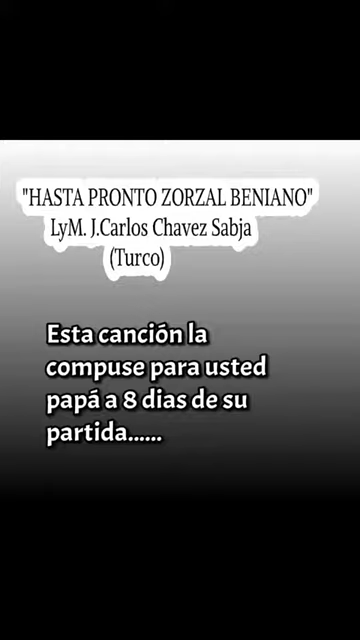 "HASTA PRONTO ZORZAL BENIANO"
LyM. J.Carlos Chavez Sabja
(Turco)
Esta canción la
compuse para usted
papá a 8 dias de su
partida......